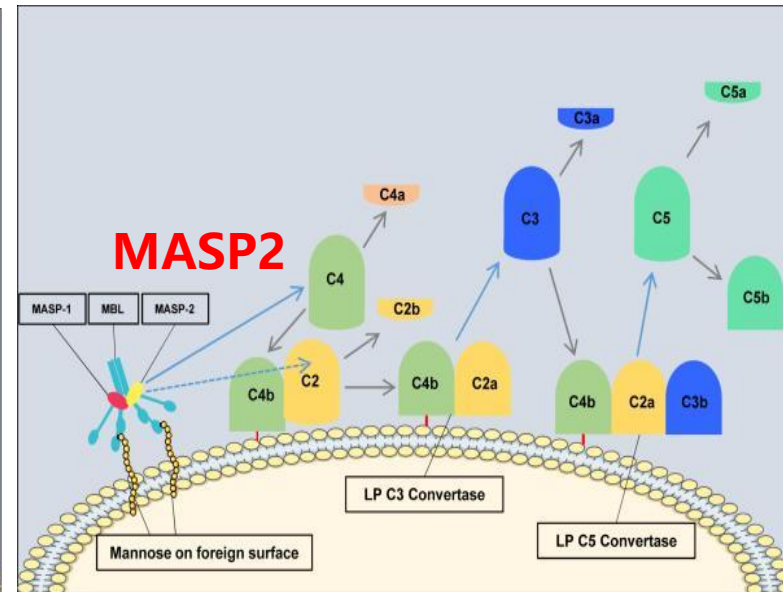 C5a
C3a
C4a
C3
C5
MASP2
C4
C2b
C5b
MASP-1
MBL
MASP-2
C4b
C2
C4b
C2a
C4b
C2a
C3b
LP C3 Convertase
LP C5 Convertase
Mannose on foreign surface